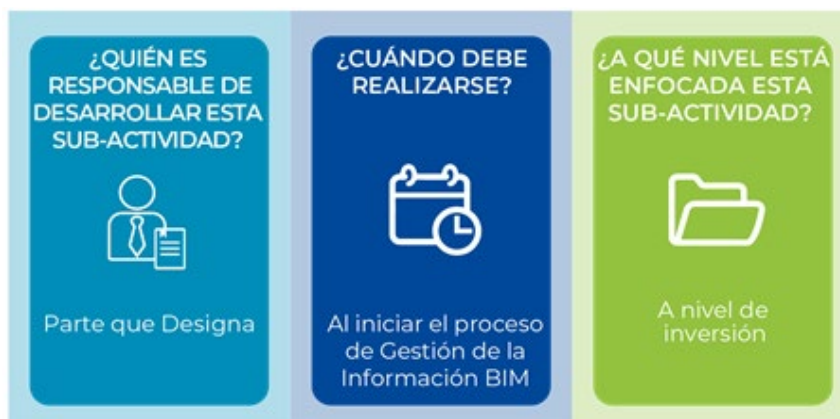 ¿QUIÉN ES
RESPONSABLE DE
DESARROLLAR ESTA
SUB-ACTIVIDAD?
Parte que Designa
¿CUÁNDO DEBE
REALIZARSE?
Al iniciar el proceso
de Gestión de la
Información BIM
¿A QUÉ NIVEL ESTÁ
ENFOCADA ESTA
SUB-ACTIVIDAD?
A nivel de
inversión